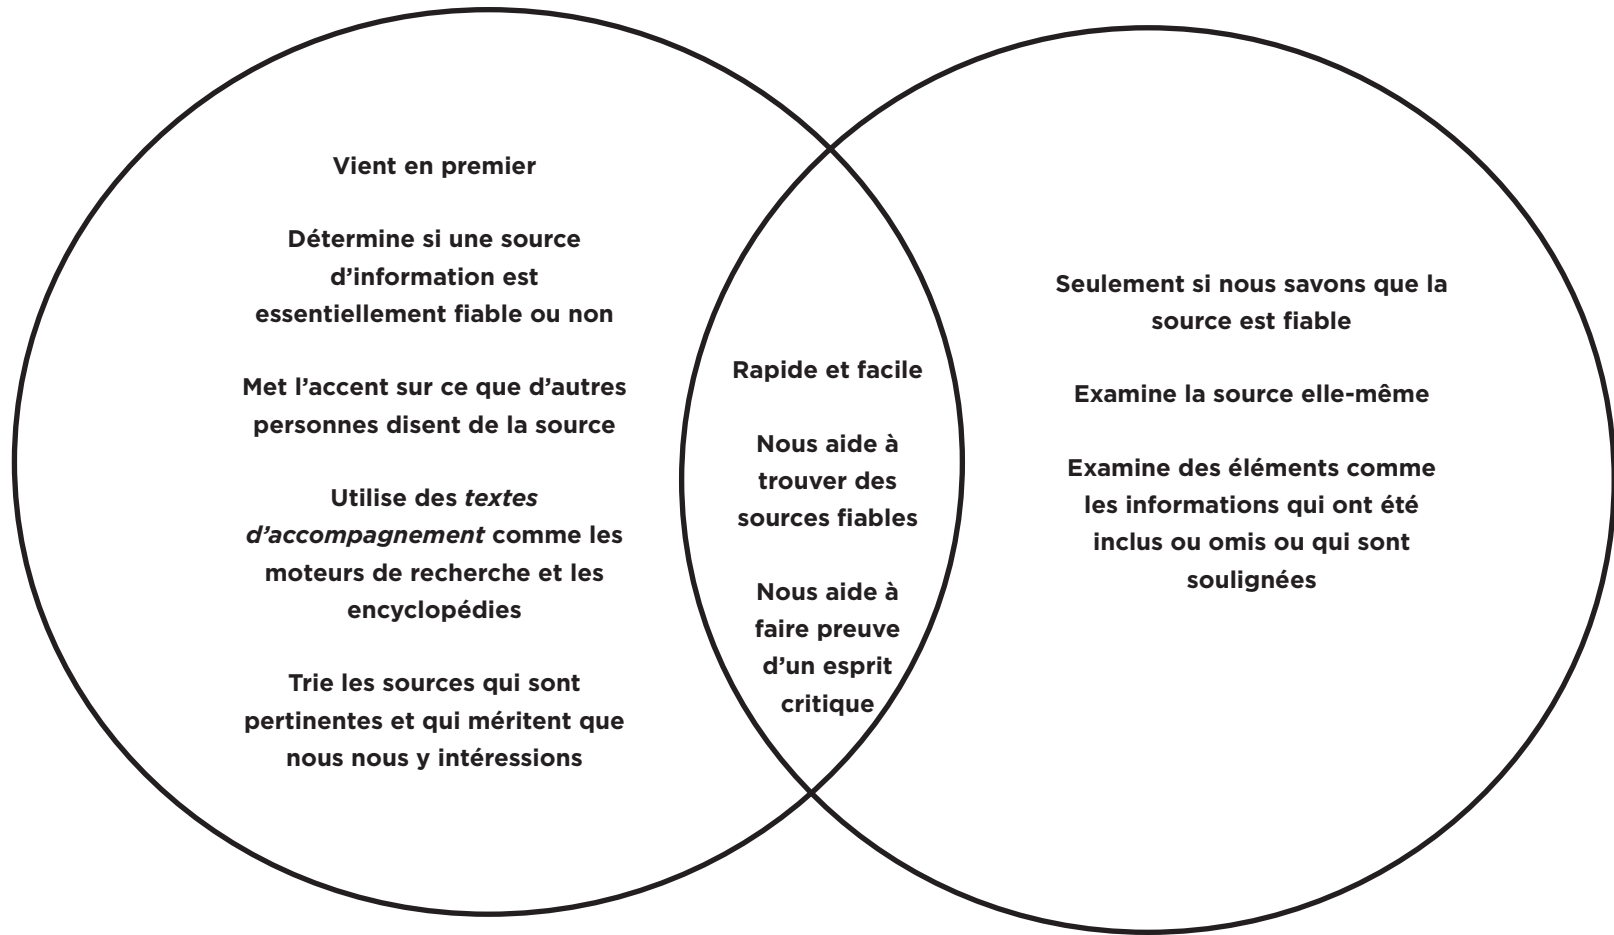 Vient en premier
Détermine si une source
d’information est
essentiellement fiable ou non
Met l’accent sur ce que d’autres
personnes disent de la source
Utilise des textes
d’accompagnement comme les
moteurs de recherche et les
encyclopédies
Trie les sources qui sont
pertinentes et qui méritent que
nous nous y intéressions
Rapide et facile
Nous aide à
trouver des
sources fiables
Nous aide à
faire preuve
d’un esprit
critique
Seulement si nous savons que la
source est fiable
Examine la source elle-même
Examine des éléments comme
les informations qui ont été
inclus ou omis ou qui sont
soulignées